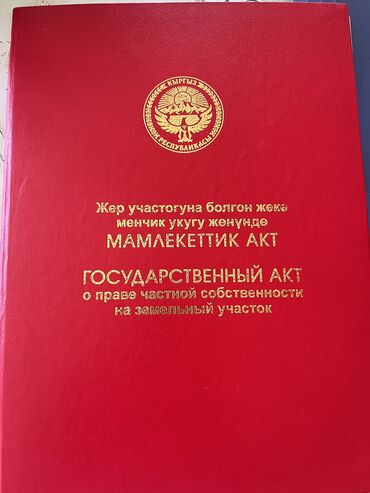 КЫРГЫЗ
РЕСПУБЛИКАСЫ
Жер участогуна болгон жеке
менчик укугу жөнүндө
МАМЛЕКЕТТИК АКТ
ГОСУДАРСТВЕННЫЙ АКТ
о праве частной собственности
на земельный участок